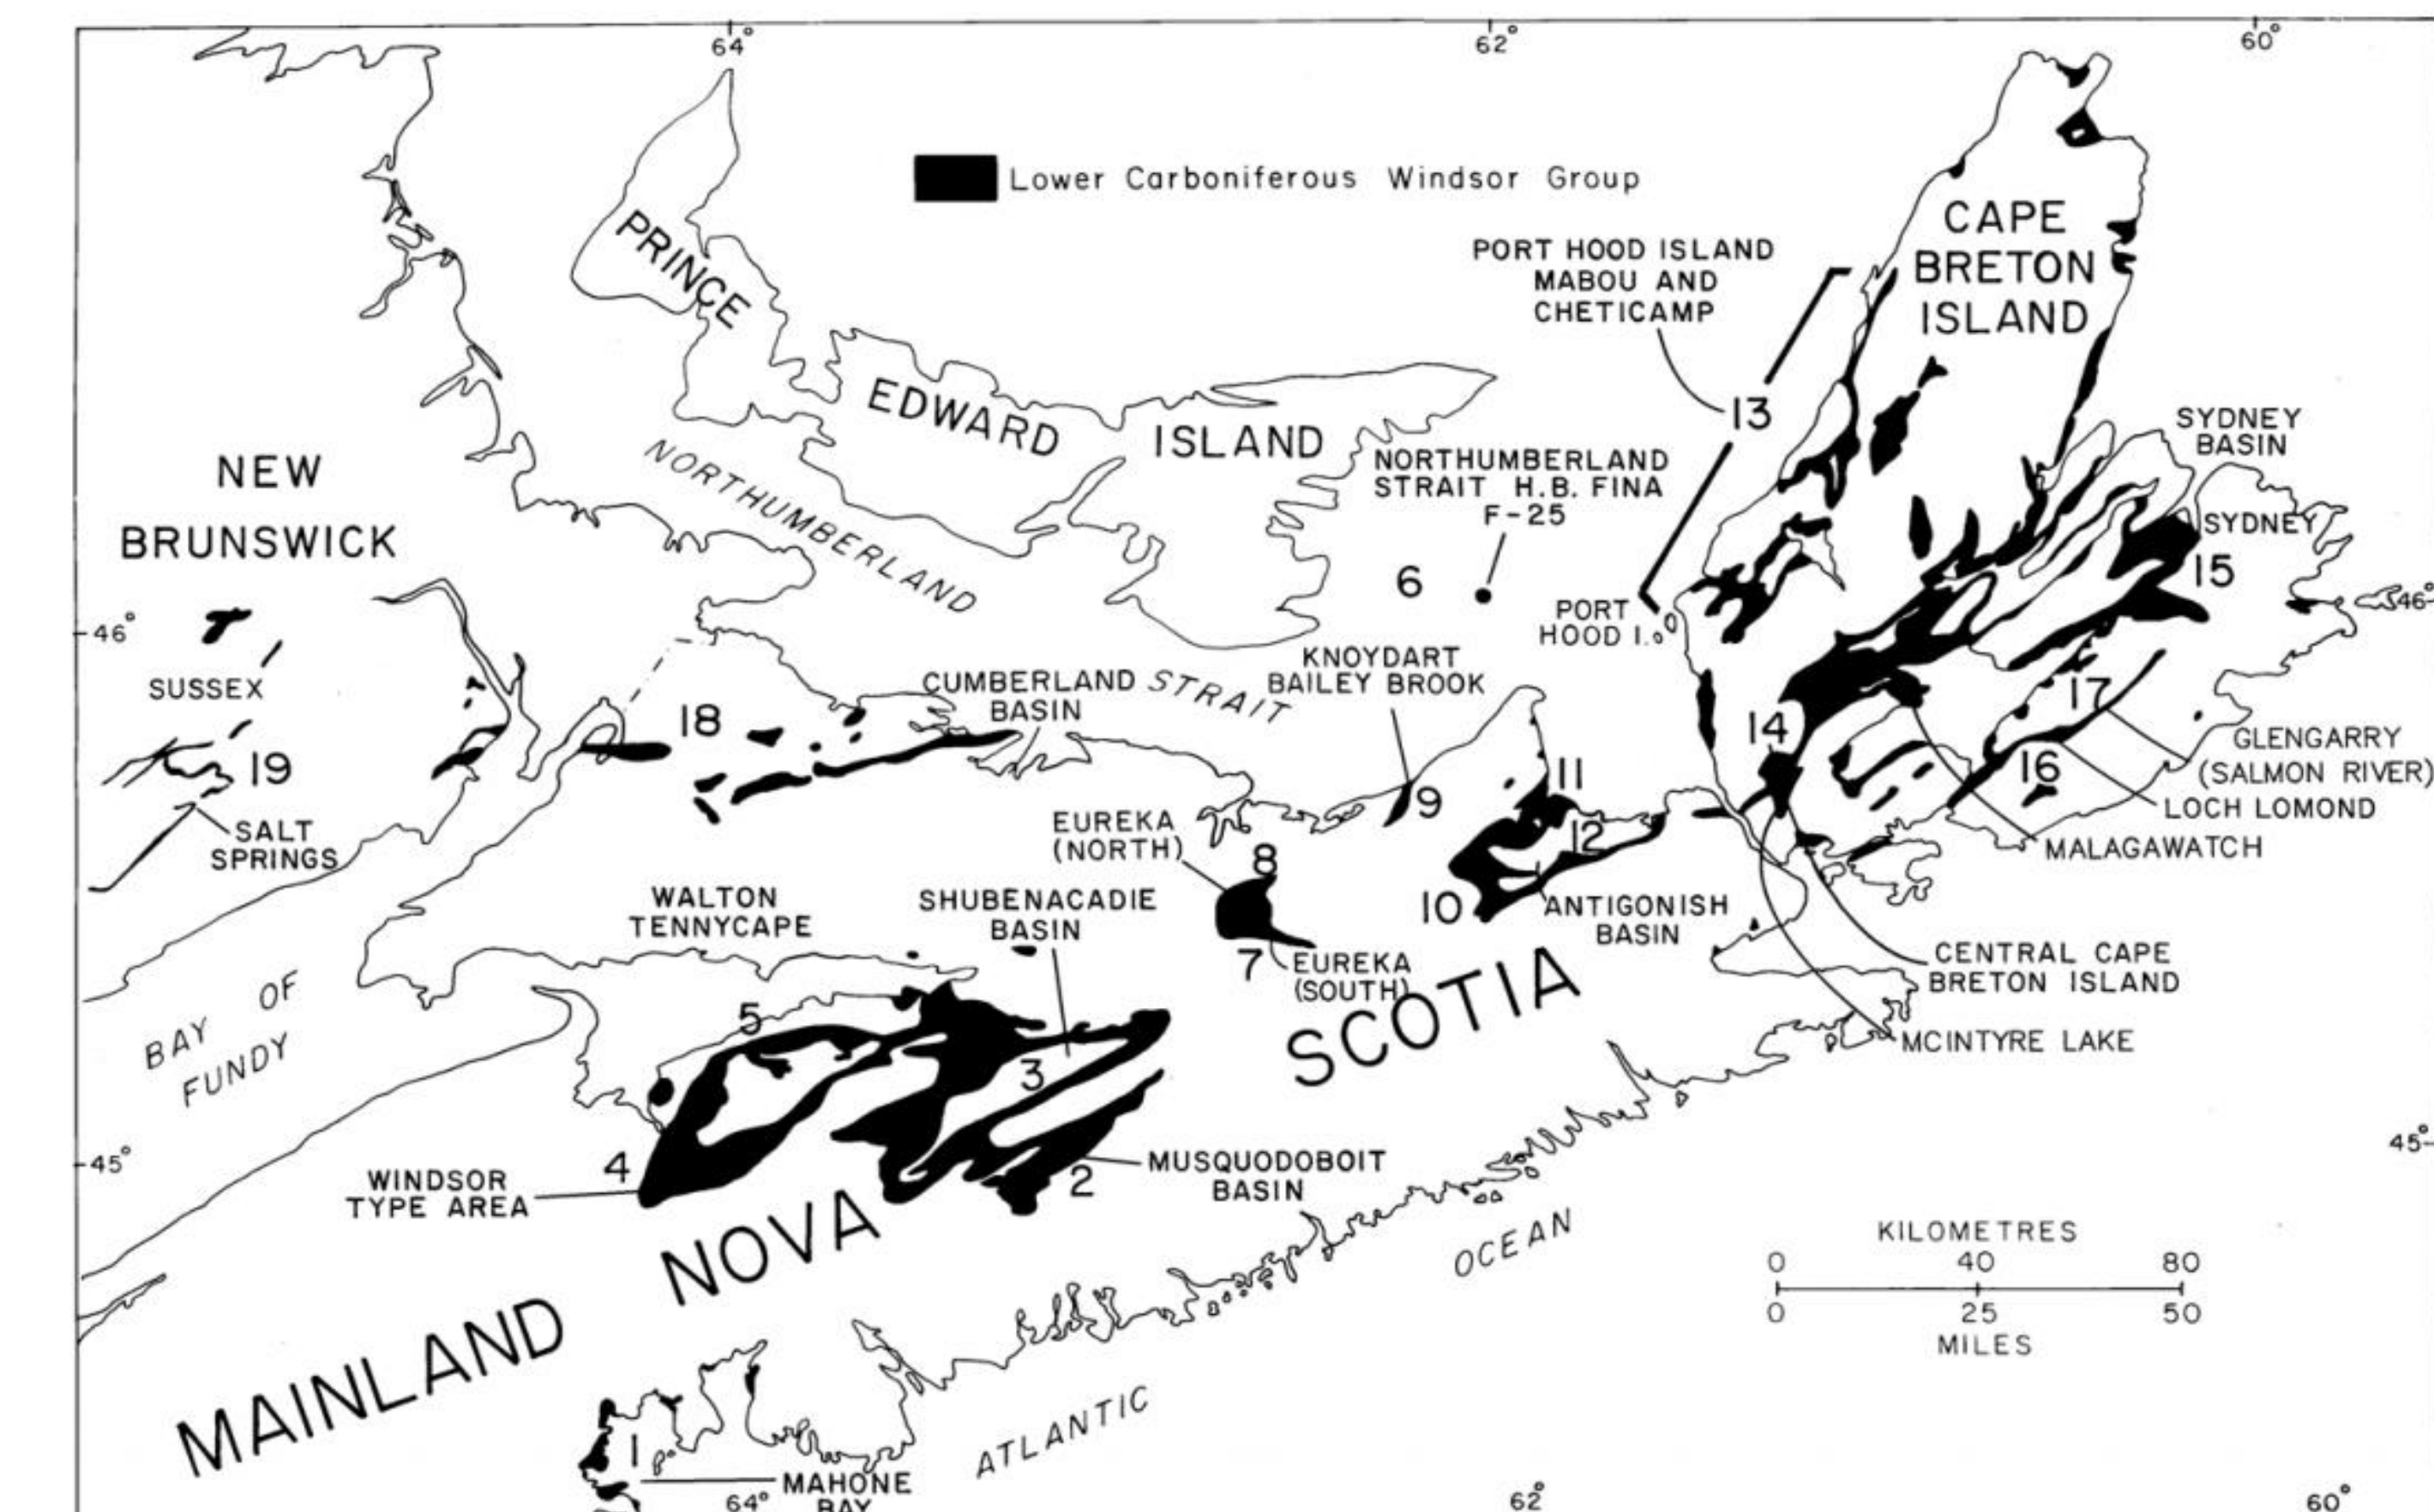 64°
62°
60°
Lower Carboniferous Windsor Group
PRINCE
EDWARD
ISLAND
CAPE
BRETON
ISLAND
PORT HOOD ISLAND
MABOU AND
CHETICAMP
13
SYDNEY
BASIN
SYDNEY
15
NEW
BRUNSWICK
NORTHUMBERLAND
STRAIT
NORTHUMBERLAND
STRAIT H.B. FINA
F-25
6
PORT
HOOD I.
46°
46°
SUSSEX
19
SALT
SPRINGS
18
CUMBERLAND
BASIN
KNOYDART
BAILEY BROOK
9
11
12
10
ANTIGONISH
BASIN
14
17
16
GLENGARRY
(SALMON RIVER)
LOCH LOMOND
MALAGAWATCH
CENTRAL CAPE
BRETON ISLAND
MCINTYRE LAKE
EUREKA
(NORTH)
8
7
EUREKA
(SOUTH)
WALTON
TENNYCAPE
SHUBENACADIE
BASIN
BAY OF
FUNDY
5
3
4
2
45°
45°
WINDSOR
TYPE AREA
MUSQUODOBOIT
BASIN
MAINLAND NOVA SCOTIA
ATLANTIC OCEAN
KILOMETRES
0 40 80
0 25 50
MILES
1
MAHONE
BAY
64°
62°
60°